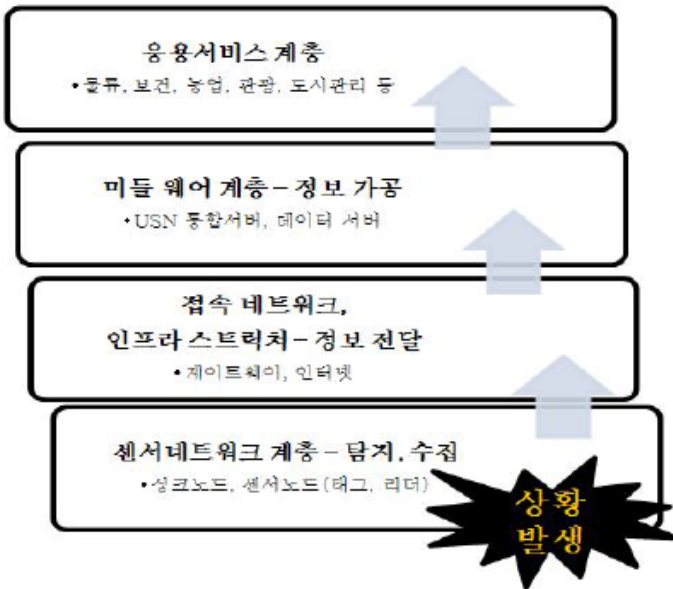 응용서비스 계층
•물류, 보건, 농업, 관광, 도시관리 등
미들 웨어 계층 – 정보 가공
•USN 통합서버, 데이터 서버
접속 네트워크,
인프라 스트럭처 – 정보 전달
•게이트웨이, 인터넷
센서네트워크 계층 – 탐지, 수집
•싱크노드, 센서노드(태그, 리더)
상황
발생